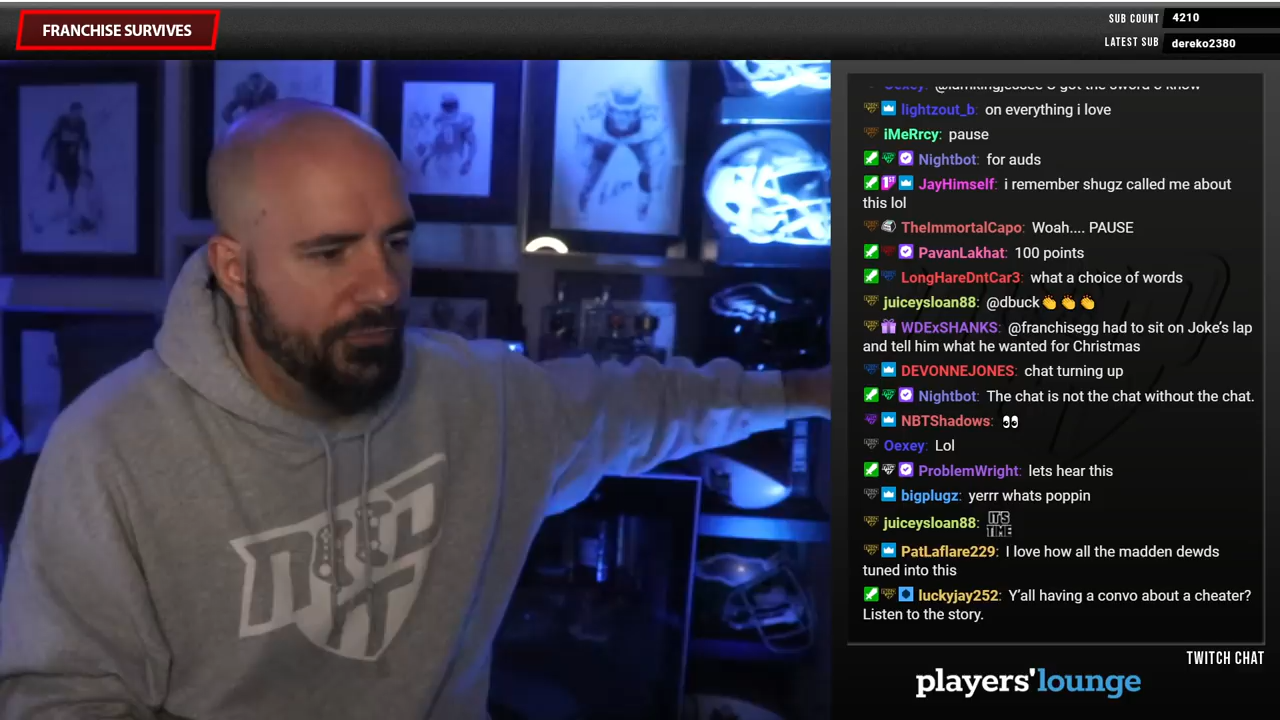 FRANCHISE SURVIVES
SUB COUNT 4210
LATEST SUB dereko2380
lightzout_b: on everything i love
iMeRrcy: pause
Nightbot: for auds
JayHimself: i remember shugz called me about
this lol
TheImmortalCapo: Woah.... PAUSE
PavanLakhat: 100 points
LongHareDntCar3: what a choice of words
juiceysloan88: @dbuck👏👏👏
WDExSHANKS: @franchisegg had to sit on Joke's lap
and tell him what he wanted for Christmas
DEVONNEJONES: chat turning up
Nightbot: The chat is not the chat without the chat.
NBTShadows: 👀
Oexey: Lol
ProblemWright: lets hear this
bigplugz: yerrr whats poppin
juiceysloan88: IT'S
TIME
PatLaflare229: I love how all the madden dewds
tuned into this
luckyjay252: Y'all having a convo about a cheater?
Listen to the story.
TWITCH CHAT
players'lounge